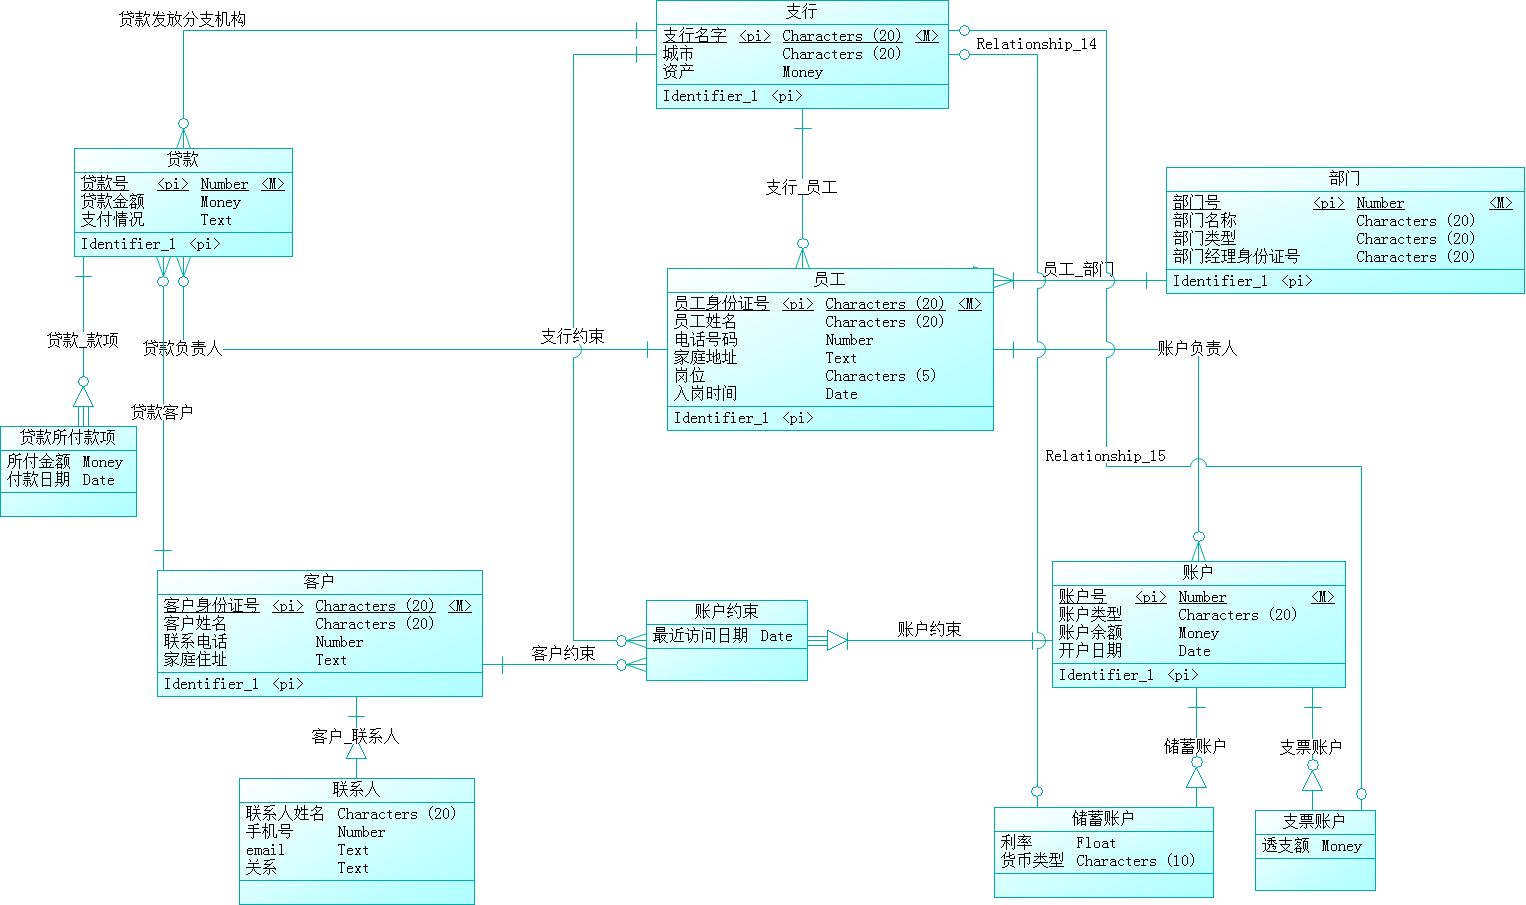 贷款发放分支机构
支行
支行名字 <pi> Characters (20) <M>
城市 Characters (20)
资产 Money
Identifier_1 <pi>
Relationship_14
贷款
贷款号 <pi> Number <M>
贷款金额 Money
支付情况 Text
Identifier_1 <pi>
支行_员工
部门
部门号 <pi> Number <M>
部门名称 Characters (20)
部门类型 Characters (20)
部门经理身份证号 Characters (20)
Identifier_1 <pi>
员工_部门
员工
员工身份证号 <pi> Characters (20) <M>
员工姓名 Characters (20)
电话号码 Number
家庭地址 Text
岗位 Characters (5)
入岗时间 Date
Identifier_1 <pi>
贷款_款项
贷款负责人
支行约束
账户负责人
贷款客户
贷款所付款项
所付金额 Money
付款日期 Date
Relationship_15
客户
客户身份证号 <pi> Characters (20) <M>
客户姓名 Characters (20)
联系电话 Number
家庭住址 Text
Identifier_1 <pi>
客户约束
账户约束
最近访问日期 Date
账户约束
账户
账户号 <pi> Number <M>
账户类型 Characters (20)
账户余额 Money
开户日期 Date
Identifier_1 <pi>
客户_联系人
联系人
联系人姓名 Characters (20)
手机号 Number
email Text
关系 Text
储蓄账户
支票账户
储蓄账户
利率 Float
货币类型 Characters (10)
支票账户
透支额 Money